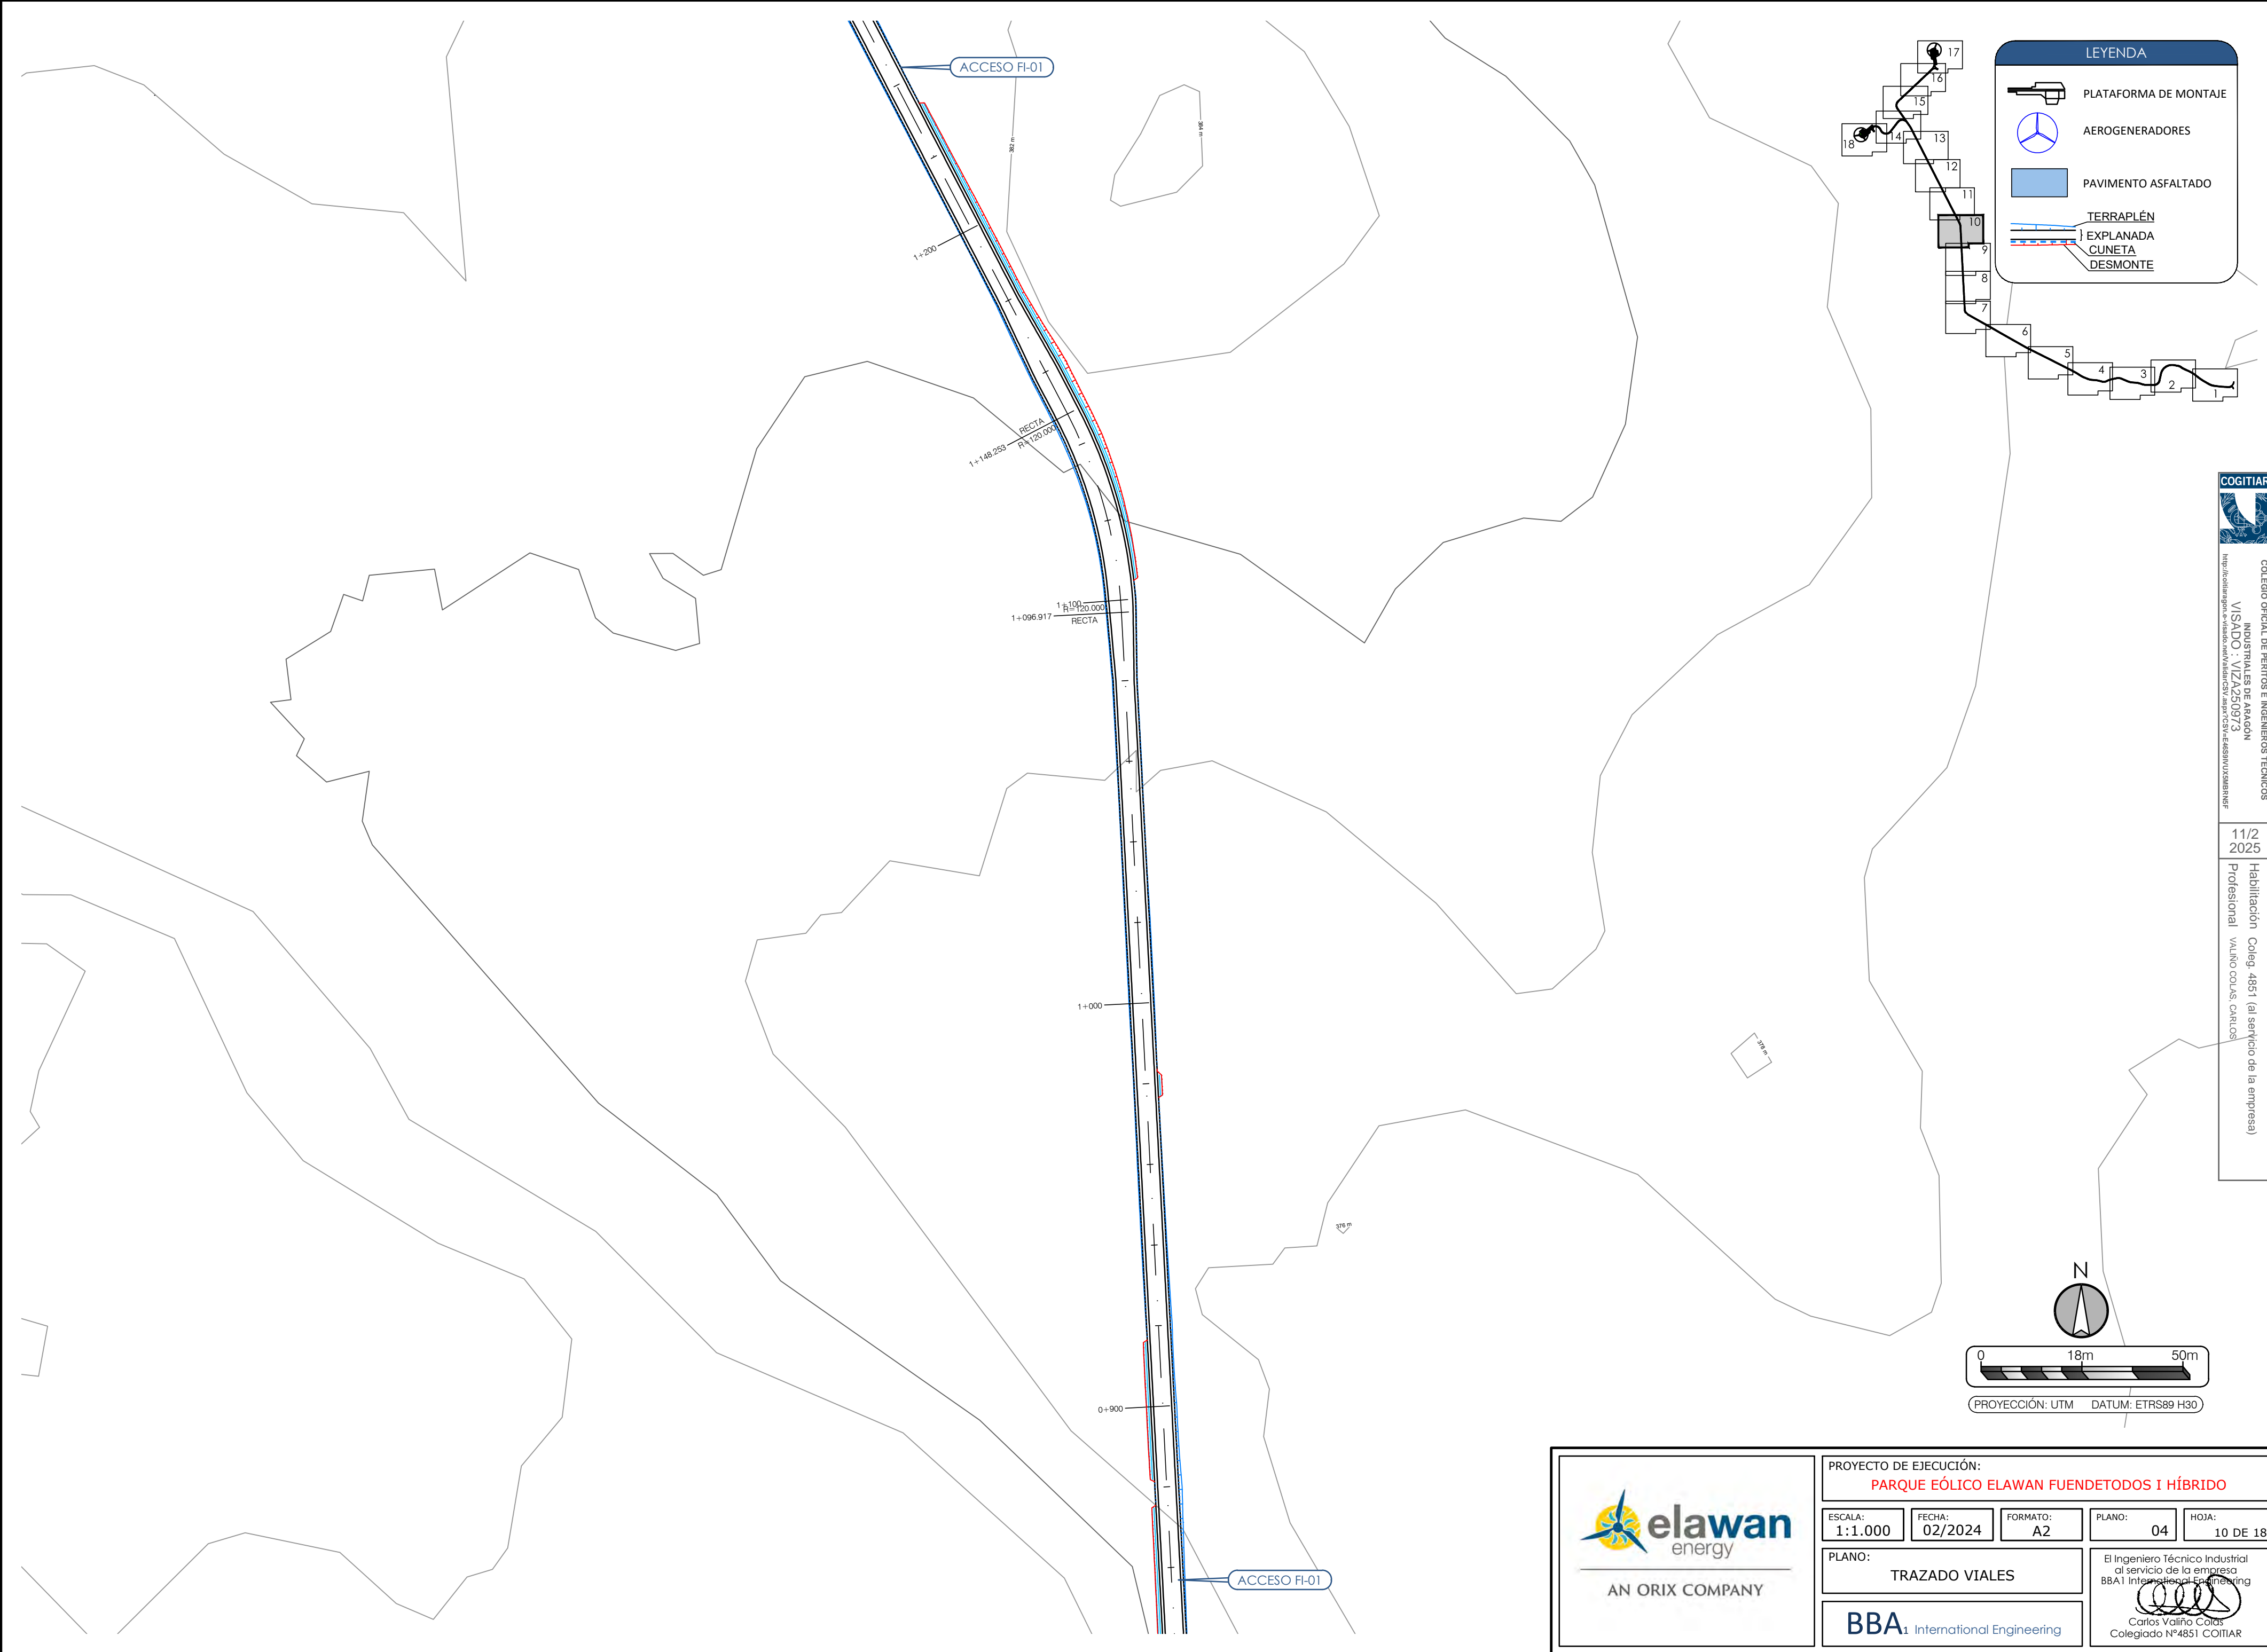 ACCESO FI-01
382 m
384 m
1+200
RECTA
1+148.253
R=120.000
1+100
R=120.000
1+096.917
RECTA
1+000
378 m
376 m
0+900
ACCESO FI-01
17
16
15
14
18
13
12
11
10
9
8
7
6
5
4
3
2
1
LEYENDA
PLATAFORMA DE MONTAJE
AEROGENERADORES
PAVIMENTO ASFALTADO
TERRAPLÉN
EXPLANADA
CUNETA
DESMONTE
COGITIAR
COLEGIO OFICIAL DE PERITOS E INGENIEROS TÉCNICOS
INDUSTRIALES DE ARAGÓN
VISADO : VIZA250973
11/2
2025
Habilitación Coleg. 4851 (al servicio de la empresa)
Profesional VALIÑO COLAS, CARLOS
N
0 18m 50m
PROYECCIÓN: UTM DATUM: ETRS89 H30
elawan
energy
AN ORIX COMPANY
PROYECTO DE EJECUCIÓN:
PARQUE EÓLICO ELAWAN FUENDETODOS I HÍBRIDO
ESCALA:
1:1.000
FECHA:
02/2024
FORMATO:
A2
PLANO:
04
HOJA:
10 DE 18
PLANO:
TRAZADO VIALES
BBA1 International Engineering
El Ingeniero Técnico Industrial
al servicio de la empresa
BBA1 International Engineering
Carlos Valiño Colás
Colegiado Nº4851 COITIAR